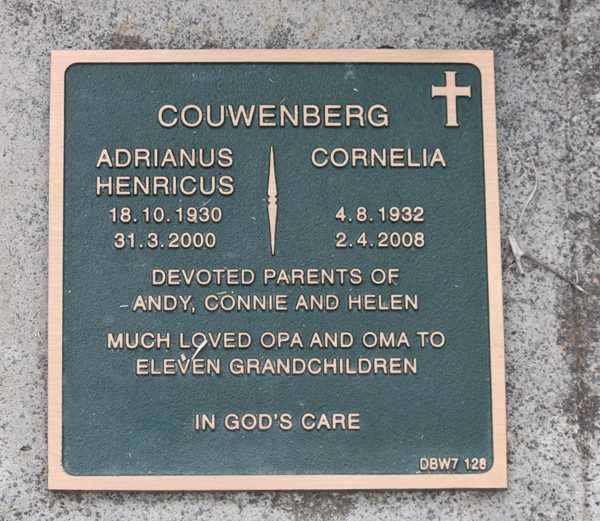 COUWENBERG
ADRIANUS
HENRICUS
18.10.1930
31.3.2000
CORNELIA
4.8.1932
2.4.2008
DEVOTED PARENTS OF
ANDY, CONNIE AND HELEN
MUCH LOVED OPA AND OMA TO
ELEVEN GRANDCHILDREN
IN GOD'S CARE
DBW7 128